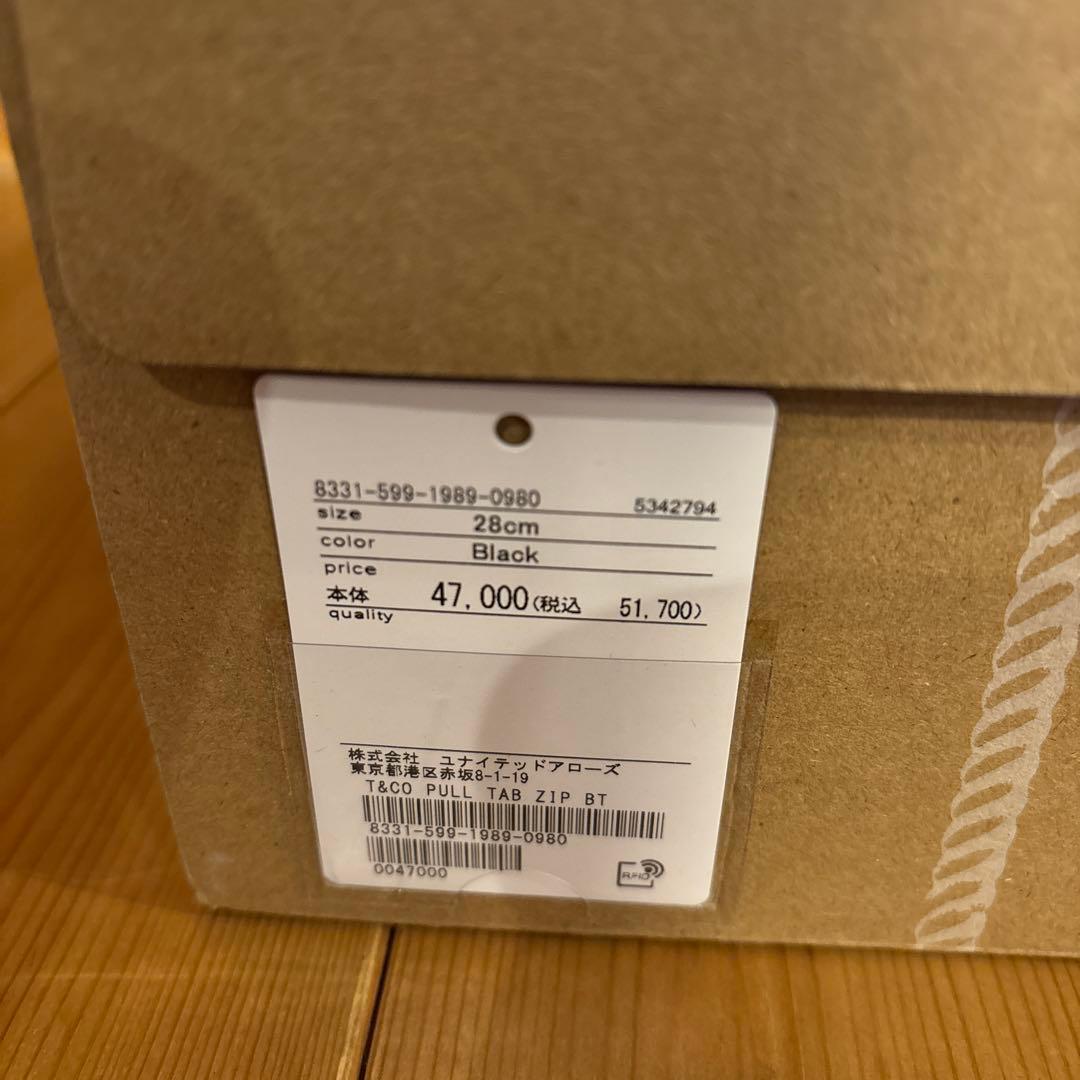 8331-599-1989-0980 5342794
size 28cm
color Black
price
本体 47,000(税込 51,700)
quality
株式会社 ユナイテッドアローズ
東京都港区赤坂8-1-19
T&CO PULL TAB ZIP BT
8331-599-1989-0980
0047000
RFID